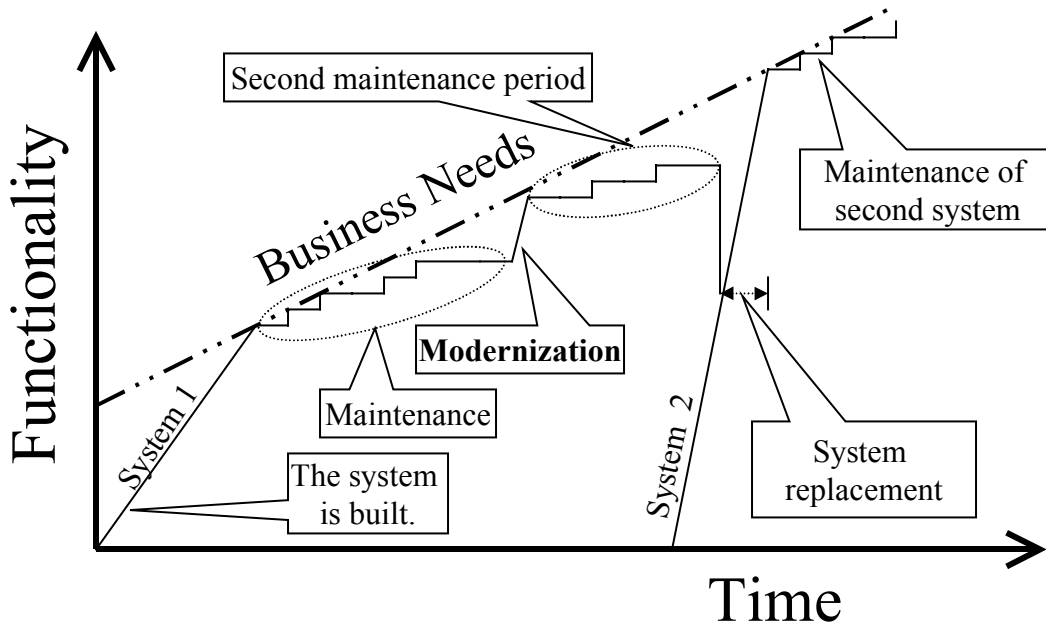 Second maintenance period
Business Needs
Functionality
Maintenance of
second system
Modernization
Maintenance
System 1
The system
is built.
System 2
System
replacement
Time